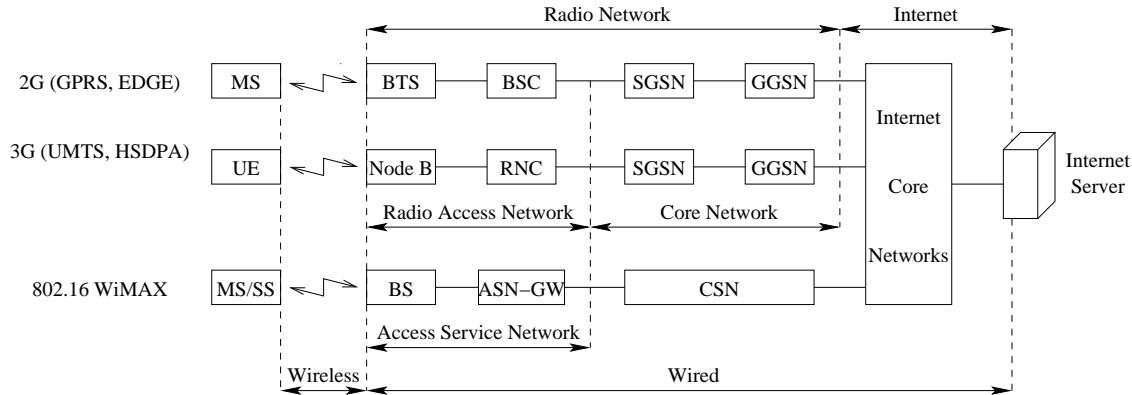 Radio Network Internet
2G (GPRS, EDGE) MS BTS BSC SGSN GGSN
Internet
3G (UMTS, HSDPA) UE Node B RNC SGSN GGSN
Internet
Server
Core
Radio Access Network Core Network
Networks
802.16 WiMAX MS/SS BS ASN−GW CSN
Access Service Network
Wireless Wired